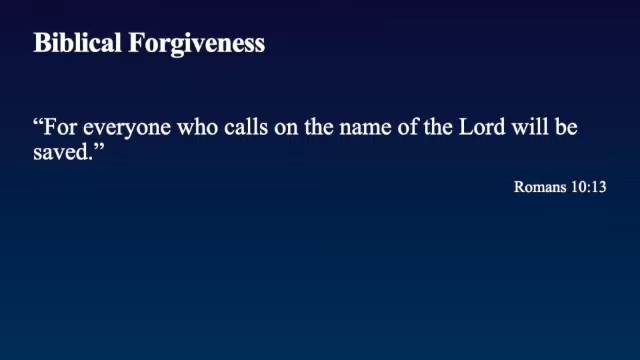 Biblical Forgiveness
“For everyone who calls on the name of the Lord will be
saved.”
Romans 10:13